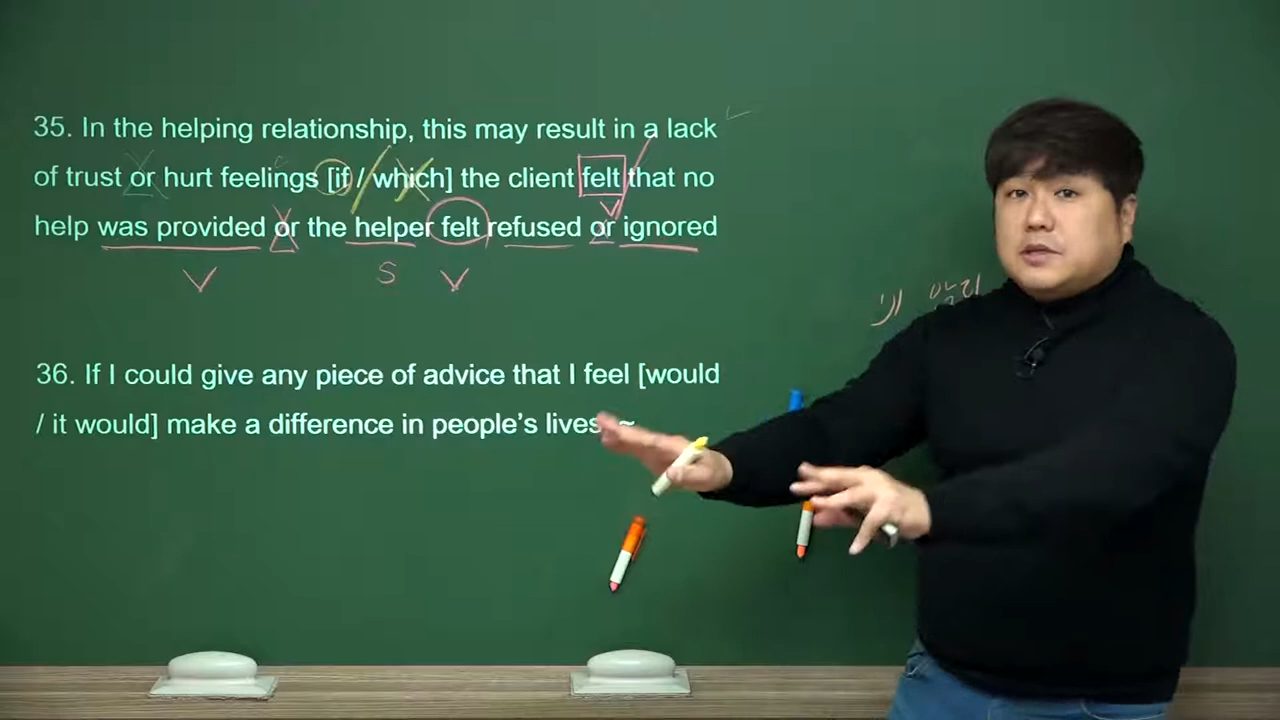 35. In the helping relationship, this may result in a lack
of trust or hurt feelings [if / which] the client felt that no
help was provided or the helper felt refused or ignored
V
S
V
V
36. If I could give any piece of advice that I feel [would
/ it would] make a difference in people's lives, ~